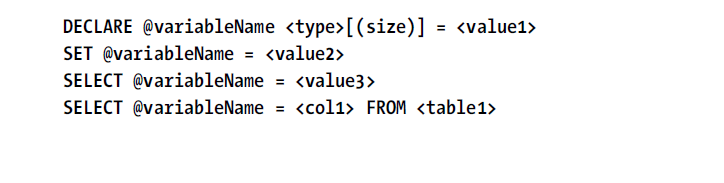 DECLARE @variableName <type>[(size)] = <value1>
SET @variableName = <value2>
SELECT @variableName = <value3>
SELECT @variableName = <col1> FROM <table1>